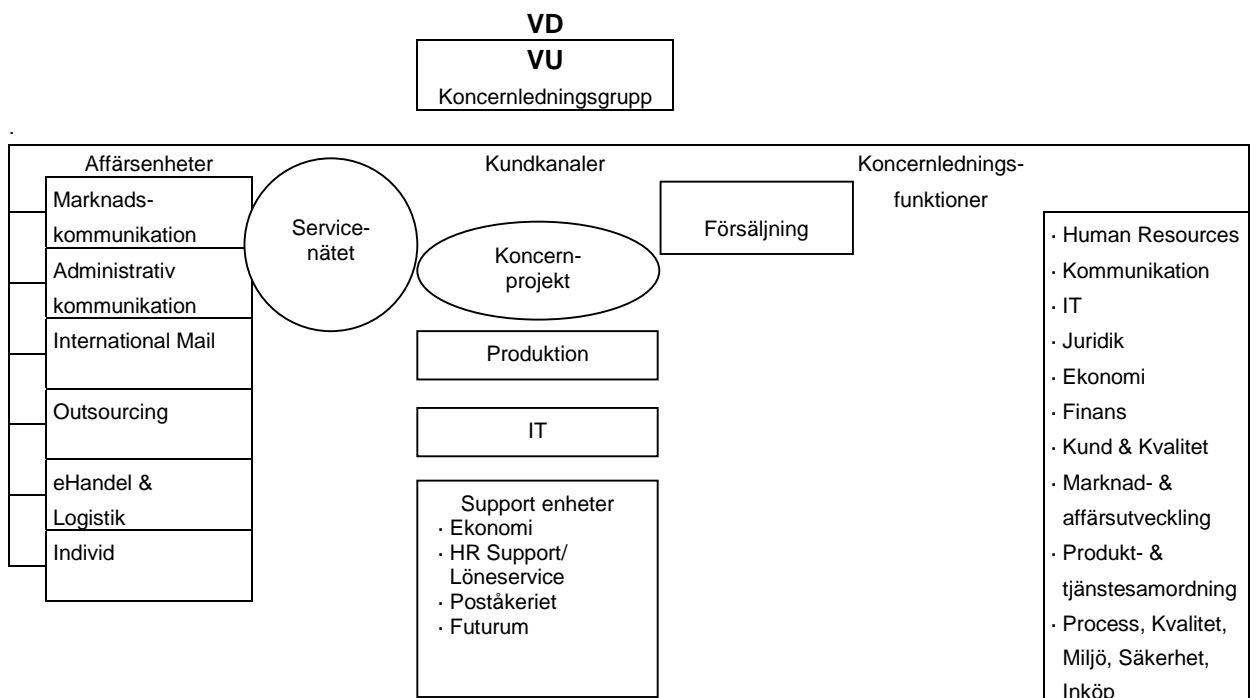 VD
VU
Koncernledningsgrupp
.
Affärsenheter
Marknads-
kommunikation
Administrativ
kommunikation
International Mail
Outsourcing
eHandel &
Logistik
Individ
Service-
nätet
Kundkanaler
Koncern-
projekt
Försäljning
Produktion
IT
Support enheter
· Ekonomi
· HR Support/
Löneservice
· Poståkeriet
· Futurum
Koncernlednings-
funktioner
· Human Resources
· Kommunikation
· IT
· Juridik
· Ekonomi
· Finans
· Kund & Kvalitet
· Marknad- &
affärsutveckling
· Produkt- &
tjänstesamordning
· Process, Kvalitet,
Miljö, Säkerhet,
Inköp